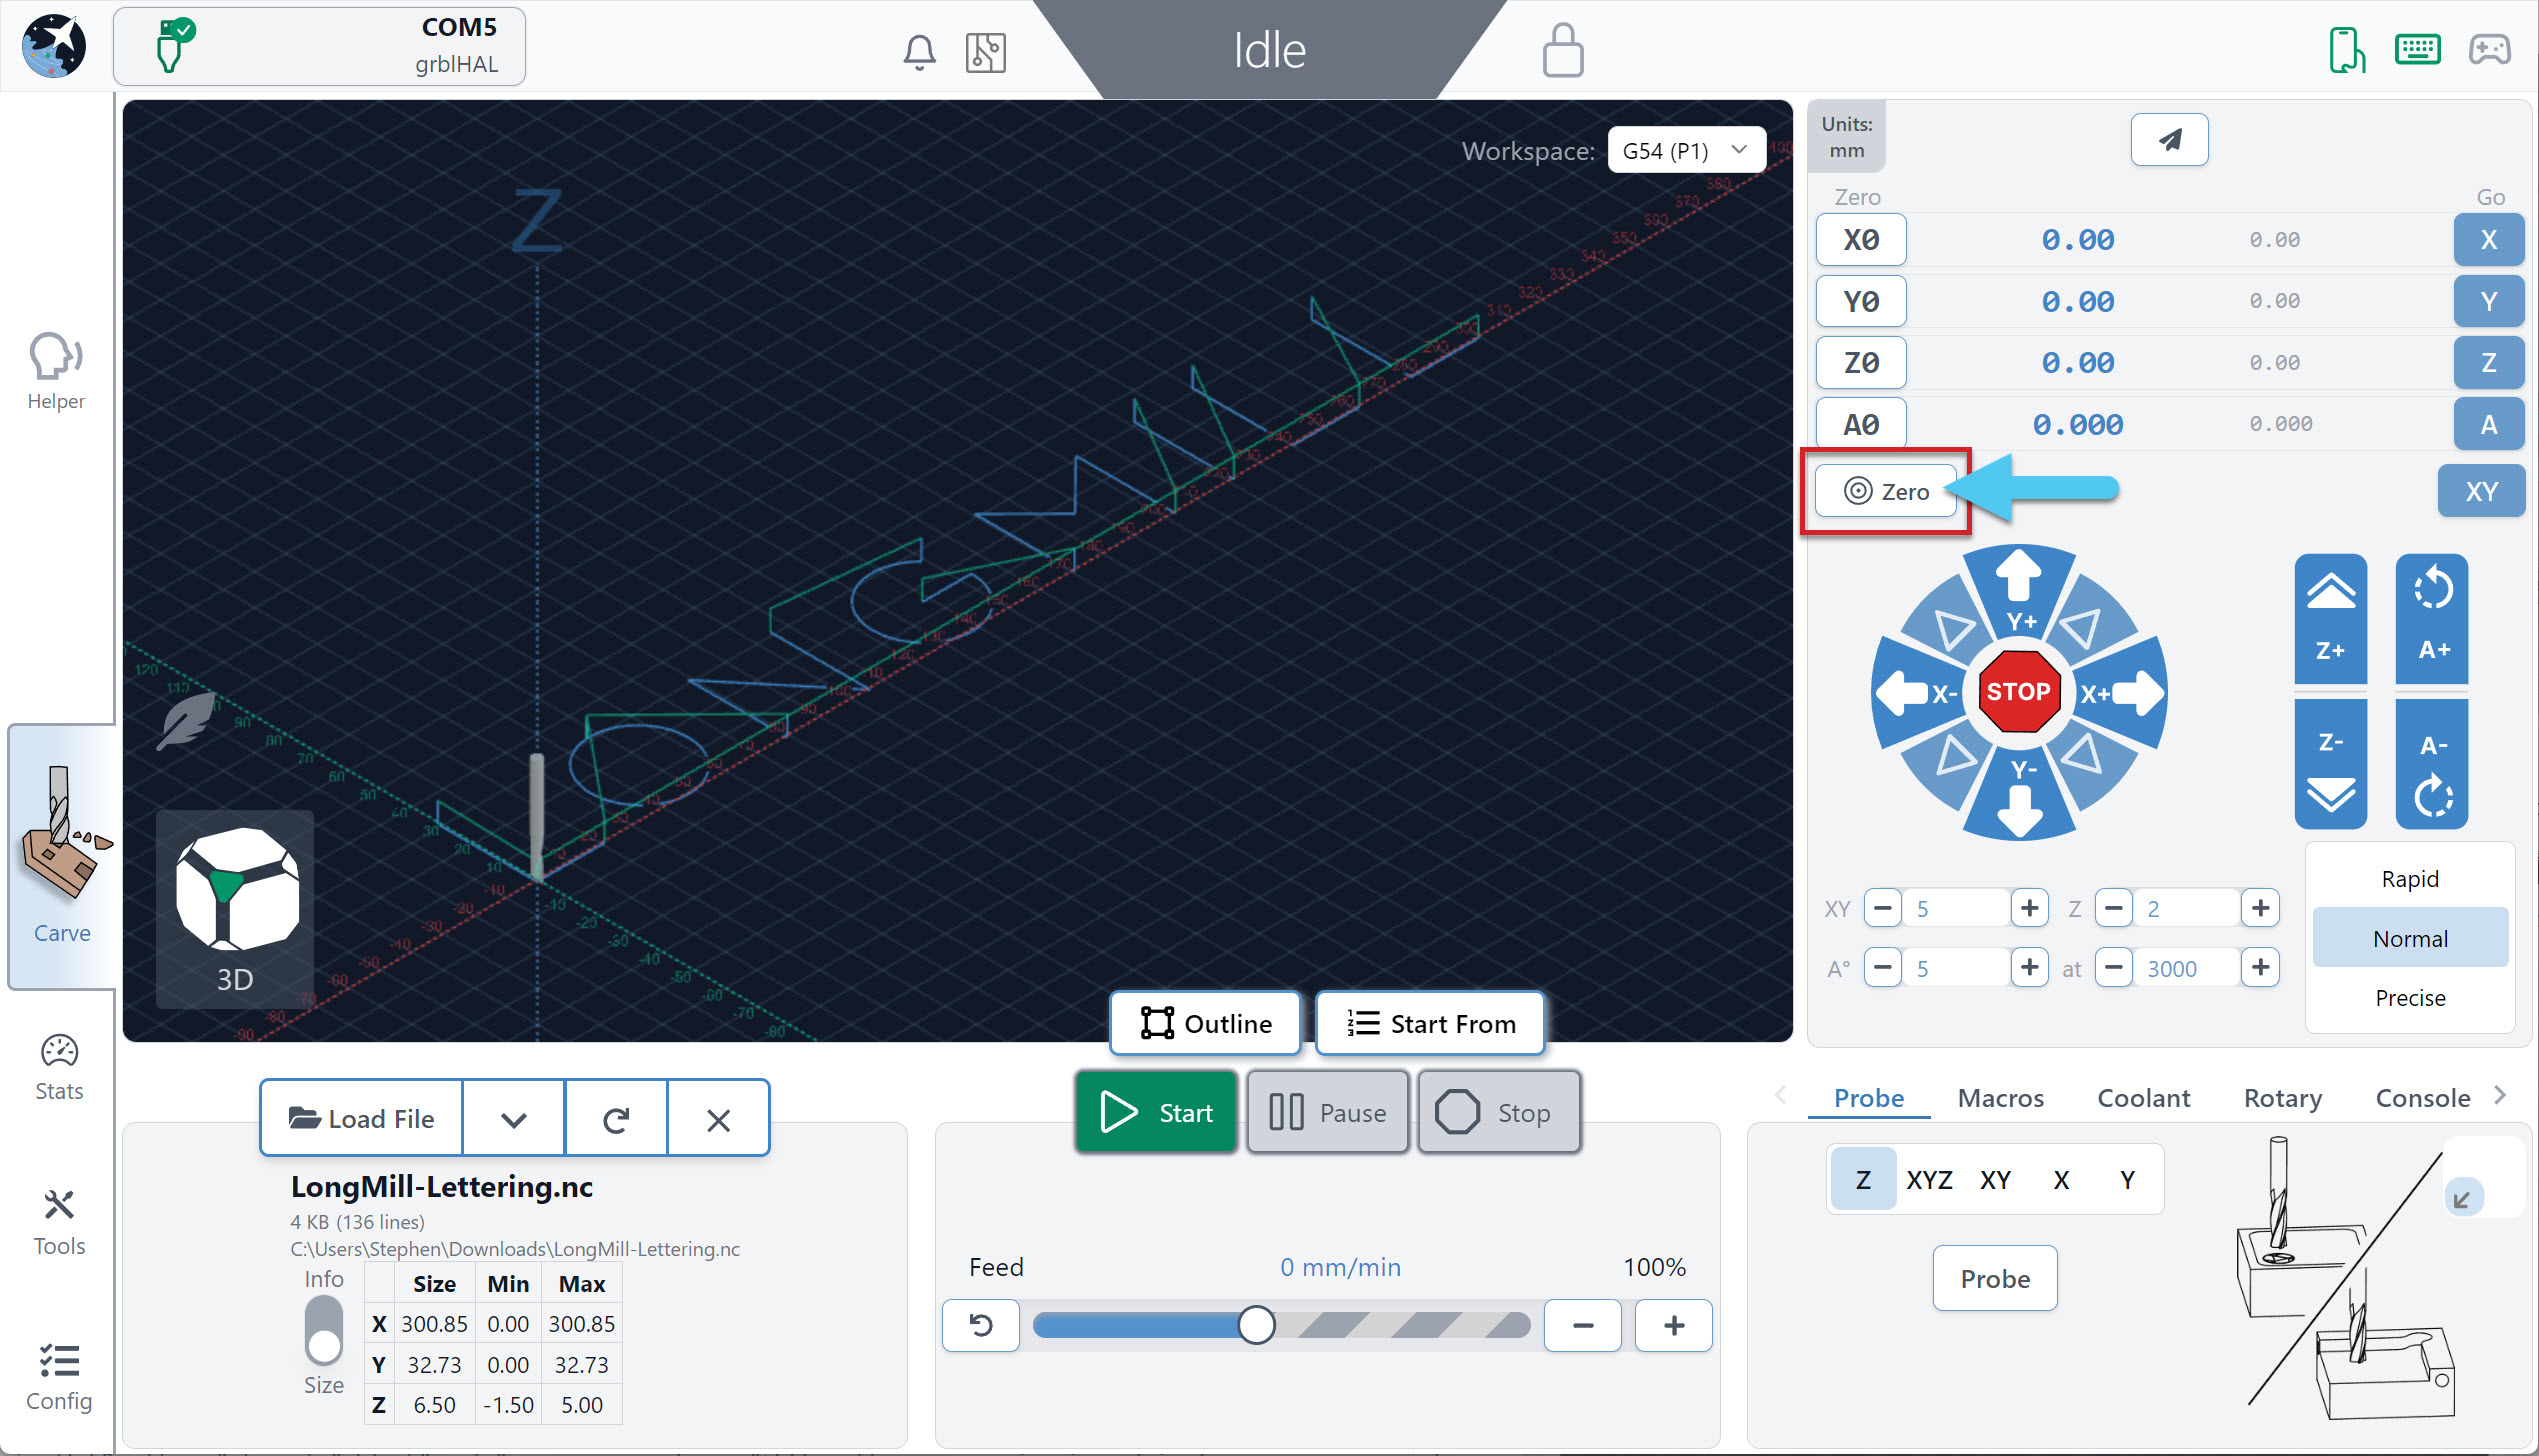 COM5
grblHAL
Idle
Helper
Carve
Stats
Tools
Config
Workspace: G54 (P1)
Z
3D
Outline
Start From
Units:
mm
Zero Go
X0 0.00 0.00 X
Y0 0.00 0.00 Y
Z0 0.00 0.00 Z
A0 0.000 0.000 A
Zero XY
Y+
X- STOP X+
Y-
Z+ A+
Z- A-
XY 5 Z 2
A° 5 at 3000
Rapid
Normal
Precise
Load File
LongMill-Lettering.nc
4 KB (136 lines)
C:\Users\Stephen\Downloads\LongMill-Lettering.nc
Info
Size
Size Min Max
X 300.85 0.00 300.85
Y 32.73 0.00 32.73
Z 6.50 -1.50 5.00
Start Pause Stop
Feed 0 mm/min 100%
Probe Macros Coolant Rotary Console
Z XYZ XY X Y
Probe